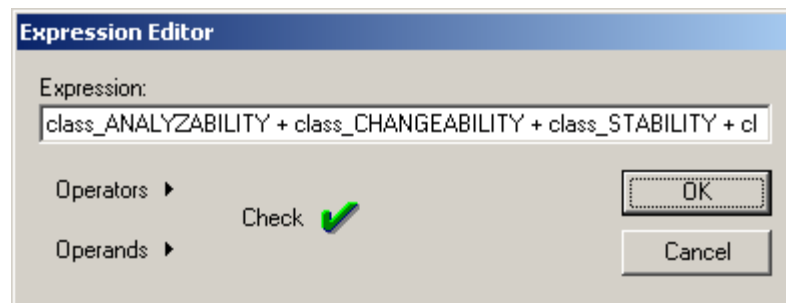 Expression Editor
Expression:
class_ANALYZABILITY + class_CHANGEABILITY + class_STABILITY + cl
Operators
OK
Check
Operands
Cancel